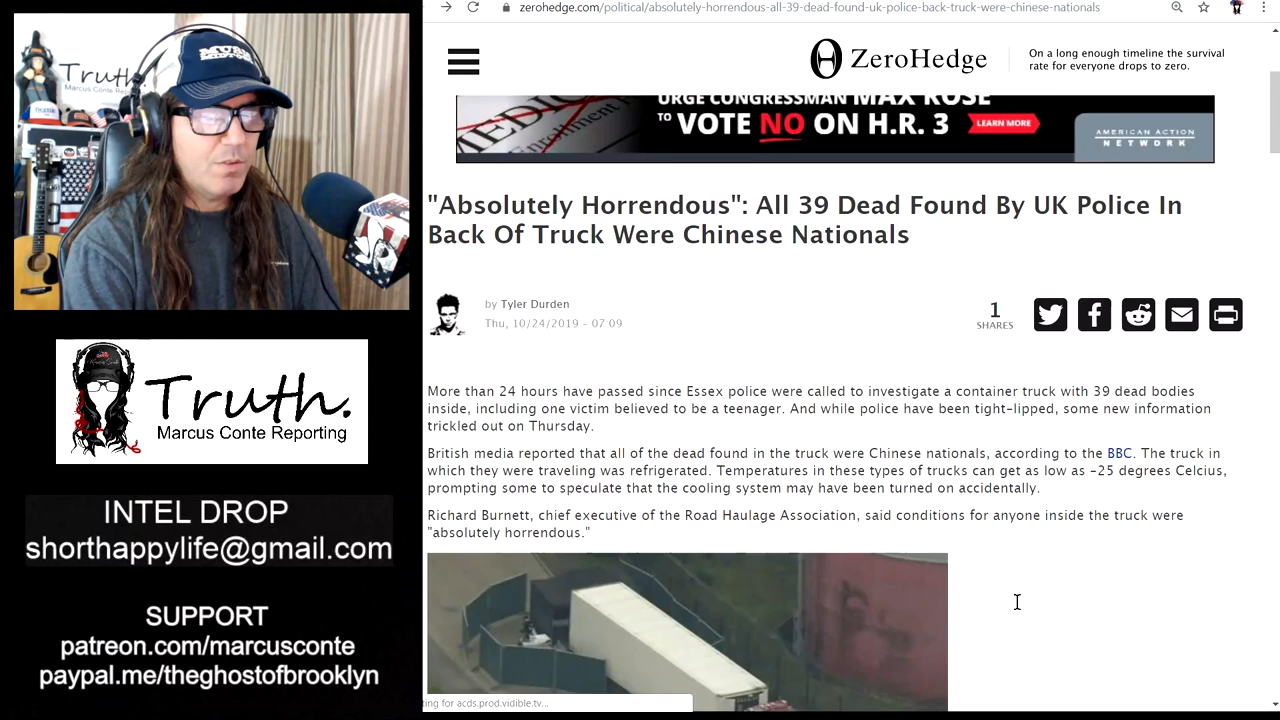 zerohedge.com/political/absolutely-horrendous-all-39-dead-found-uk-police-back-truck-were-chinese-nationals
ZeroHedge
On a long enough timeline the survival
rate for everyone drops to zero.
URGE CONGRESSMAN MAX ROSE
TO VOTE NO ON H.R. 3
LEARN MORE
AMERICAN ACTION
NETWORK
"Absolutely Horrendous": All 39 Dead Found By UK Police In
Back Of Truck Were Chinese Nationals
by Tyler Durden
Thu, 10/24/2019 - 07:09
1
SHARES
More than 24 hours have passed since Essex police were called to investigate a container truck with 39 dead bodies
inside, including one victim believed to be a teenager. And while police have been tight-lipped, some new information
trickled out on Thursday.
British media reported that all of the dead found in the truck were Chinese nationals, according to the BBC. The truck in
which they were traveling was refrigerated. Temperatures in these types of trucks can get as low as -25 degrees Celcius,
prompting some to speculate that the cooling system may have been turned on accidentally.
Richard Burnett, chief executive of the Road Haulage Association, said conditions for anyone inside the truck were
"absolutely horrendous."
ting for acds.prod.vidible.tv...
Truth.
Marcus Conte Reporting
Truth.
Marcus Conte Reporting
INTEL DROP
shorthappylife@gmail.com
SUPPORT
patreon.com/marcusconte
paypal.me/theghostofbrooklyn